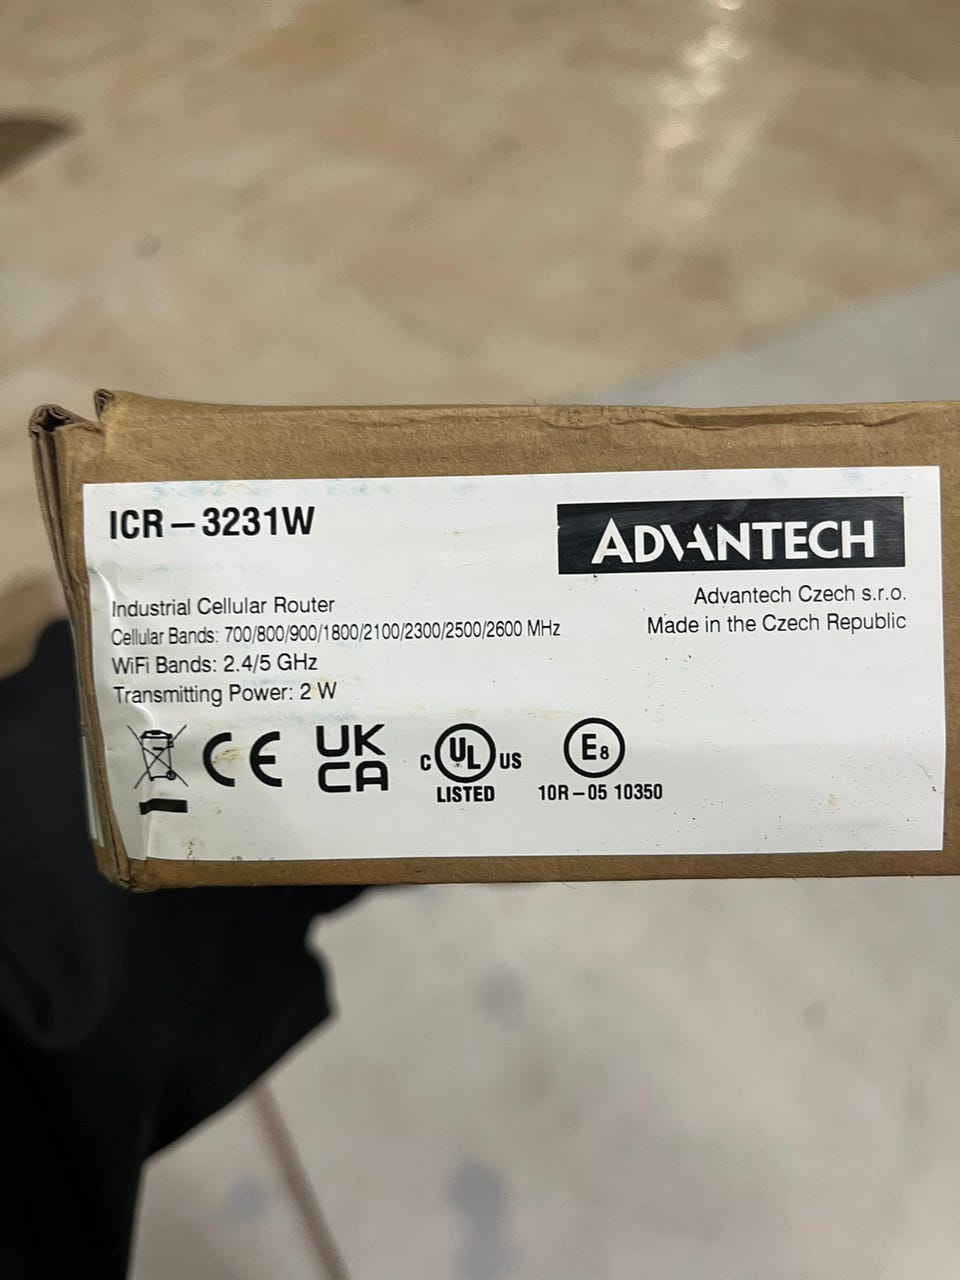 ICR – 3231W
ADVANTECH
Advantech Czech s.r.o.
Made in the Czech Republic
Industrial Cellular Router
Cellular Bands: 700/800/900/1800/2100/2300/2500/2600 MHz
WiFi Bands: 2.4/5 GHz
Transmitting Power: 2 W
CE
UK
CA
C UL US
LISTED
E8
10R – 05 10350